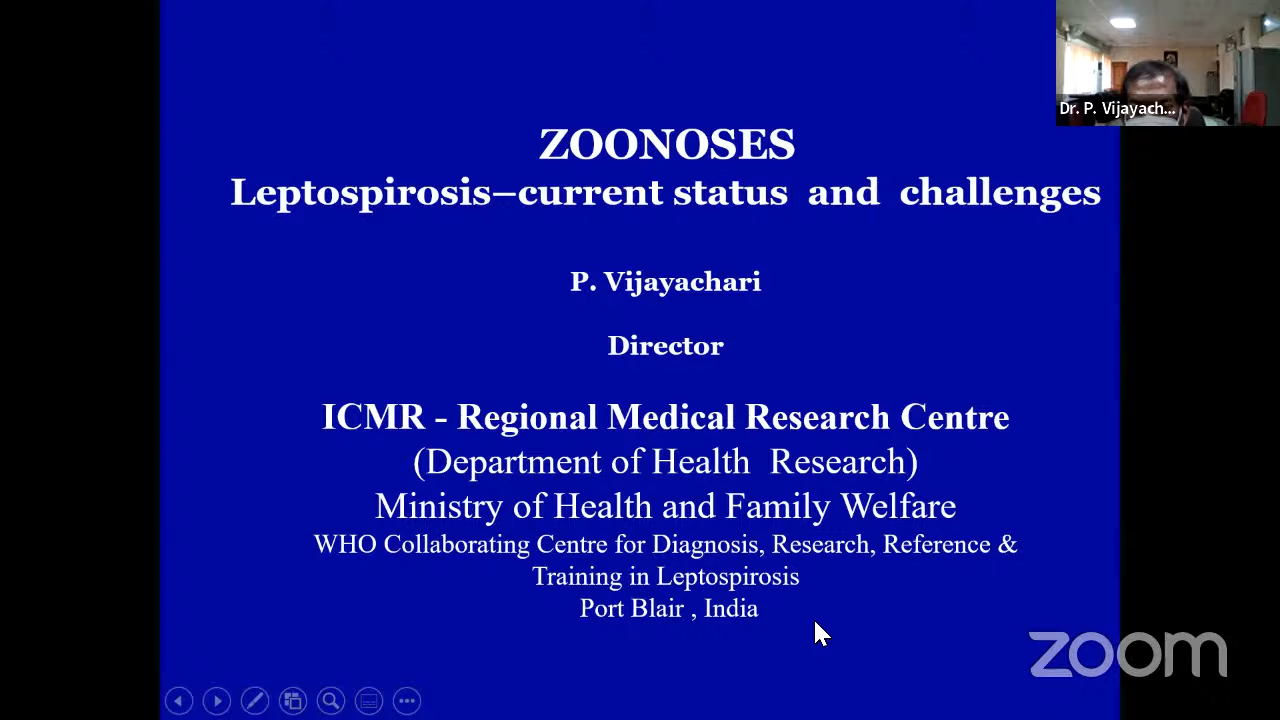 Dr. P. Vijayach...
ZOONOSES
Leptospirosis–current status and challenges
P. Vijayachari
Director
ICMR - Regional Medical Research Centre
(Department of Health Research)
Ministry of Health and Family Welfare
WHO Collaborating Centre for Diagnosis, Research, Reference &
Training in Leptospirosis
Port Blair , India
zoom